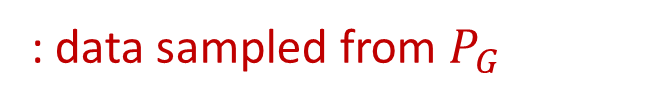 : data sampled from $P_G$